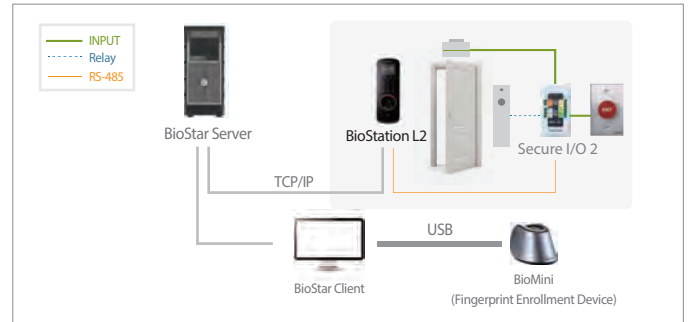 INPUT
Relay
RS-485
BioStar Server
BioStation L2
EXIT
Secure I/O 2
TCP/IP
USB
BioStar Client
BioMini
(Fingerprint Enrollment Device)